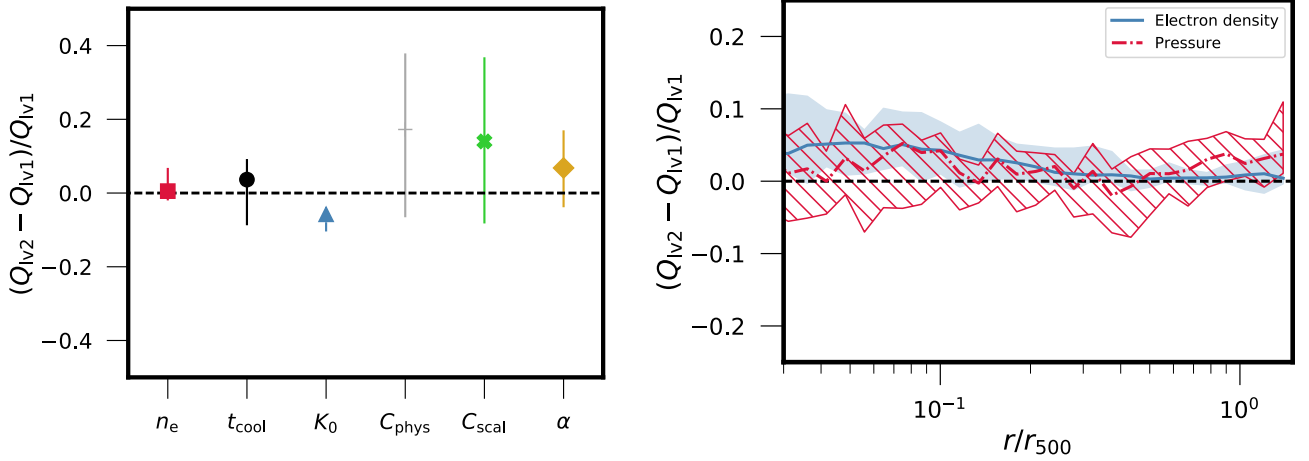 (Q_lv2 − Q_lv1)/Q_lv1
0.4
0.2
0.0
−0.2
−0.4
n_e
t_cool
K_0
C_phys
C_scal
α
(Q_lv2 − Q_lv1)/Q_lv1
0.2
0.1
0.0
−0.1
−0.2
Electron density
Pressure
10^−1
10^0
r/r_500